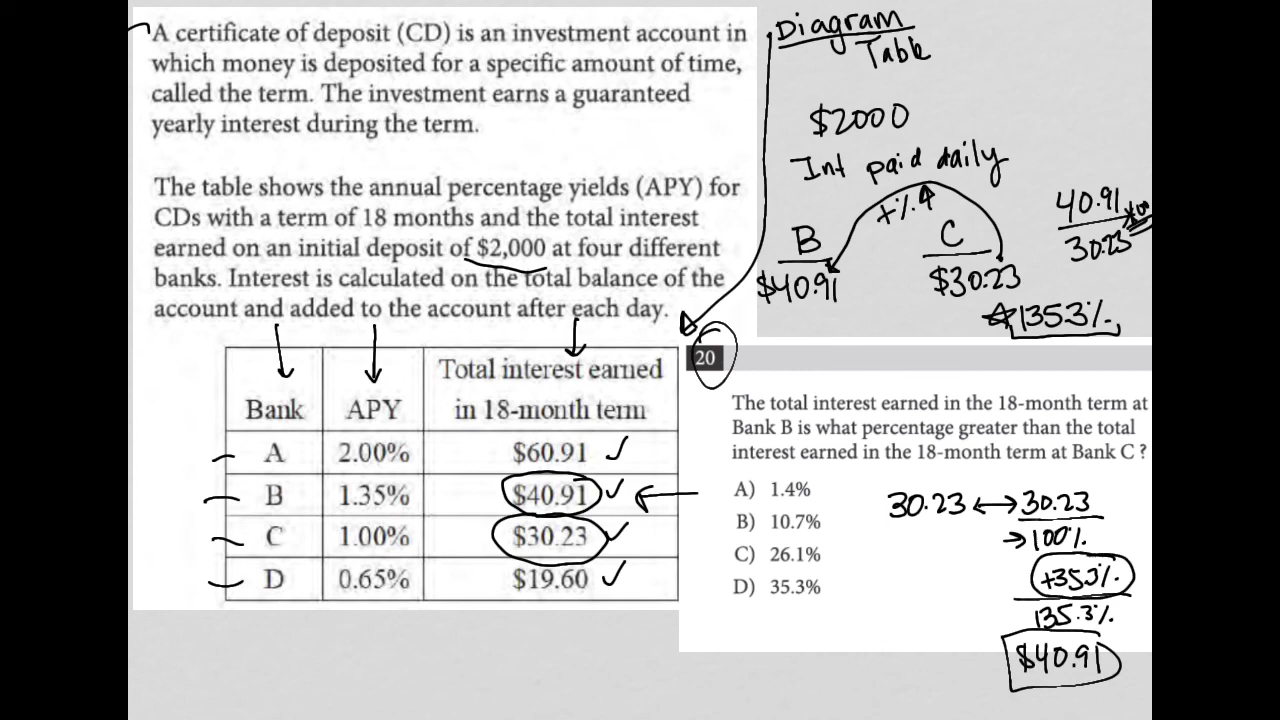 A certificate of deposit (CD) is an investment account in
which money is deposited for a specific amount of time,
called the term. The investment earns a guaranteed
yearly interest during the term.
The table shows the annual percentage yields (APY) for
CDs with a term of 18 months and the total interest
earned on an initial deposit of $2,000 at four different
banks. Interest is calculated on the total balance of the
account and added to the account after each day.
Total interest earned
Bank APY in 18-month term
A 2.00% $60.91
B 1.35% $40.91
C 1.00% $30.23
D 0.65% $19.60
Diagram
Table
$2000
Int paid daily
+%
B C
$40.91 $30.23
40.91
30.23
135.3%
20
The total interest earned in the 18-month term at
Bank B is what percentage greater than the total
interest earned in the 18-month term at Bank C ?
A) 1.4%
B) 10.7%
C) 26.1%
D) 35.3%
30.23 ↔ 30.23
→ 100%
+35.3%
135.3%
$40.91